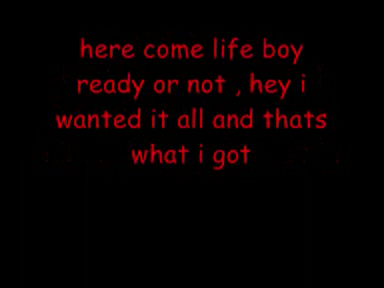 here come life boy
ready or not , hey i
wanted it all and thats
what i got